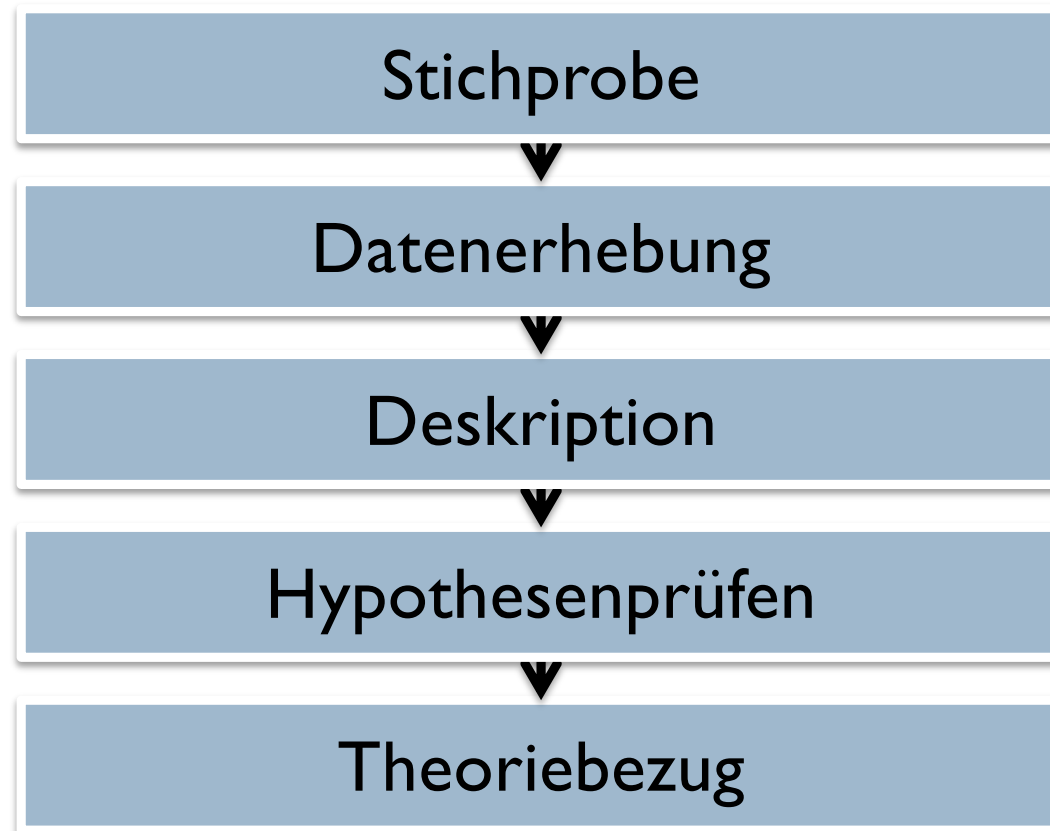 Stichprobe
Datenerhebung
Deskription
Hypothesenprüfen
Theoriebezug